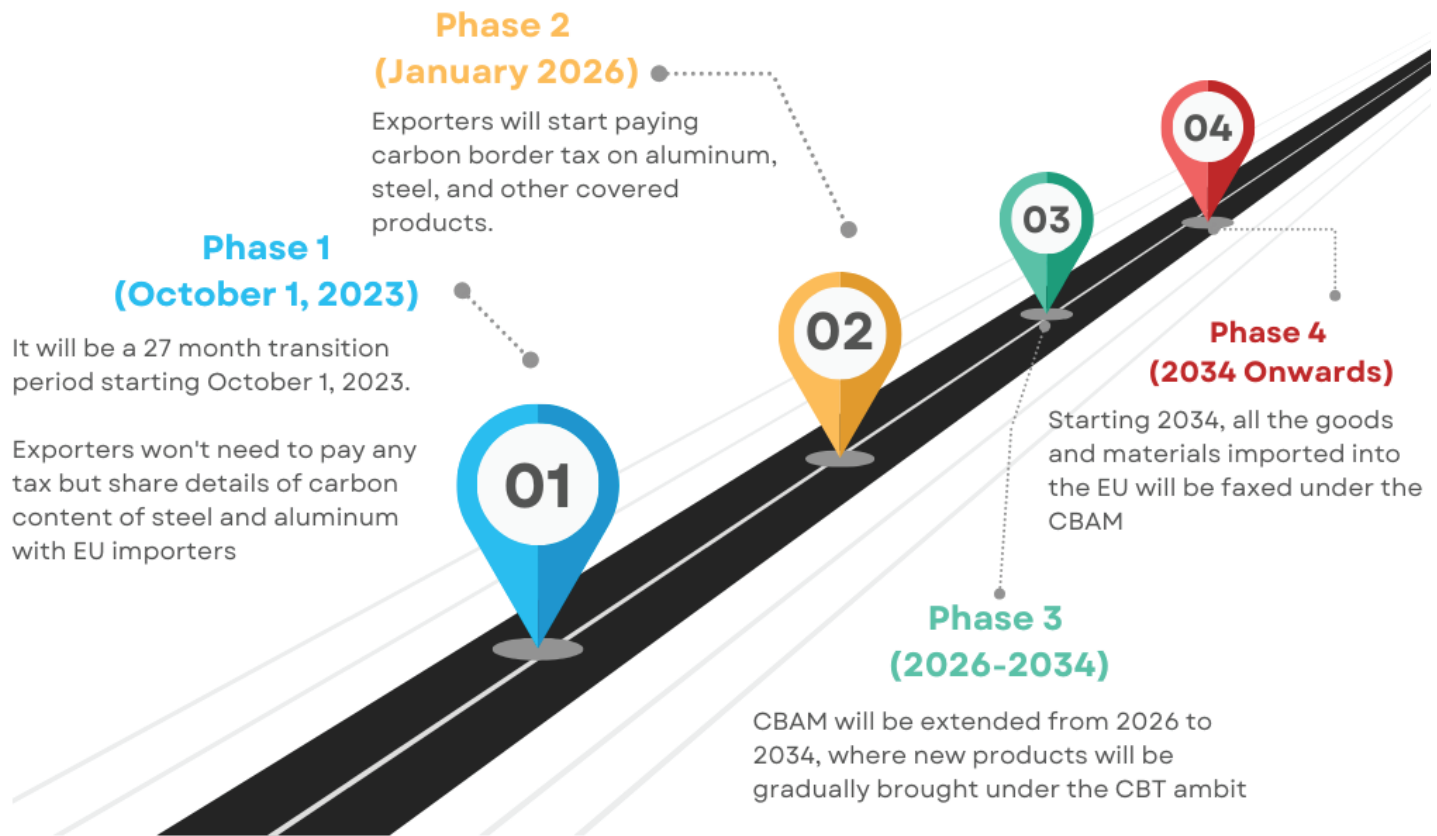 Phase 1
(October 1, 2023)
It will be a 27 month transition
period starting October 1, 2023.
Exporters won't need to pay any
tax but share details of carbon
content of steel and aluminum
with EU importers
01
Phase 2
(January 2026)
Exporters will start paying
carbon border tax on aluminum,
steel, and other covered
products.
02
03
Phase 3
(2026-2034)
CBAM will be extended from 2026 to
2034, where new products will be
gradually brought under the CBT ambit
04
Phase 4
(2034 Onwards)
Starting 2034, all the goods
and materials imported into
the EU will be faxed under the
CBAM